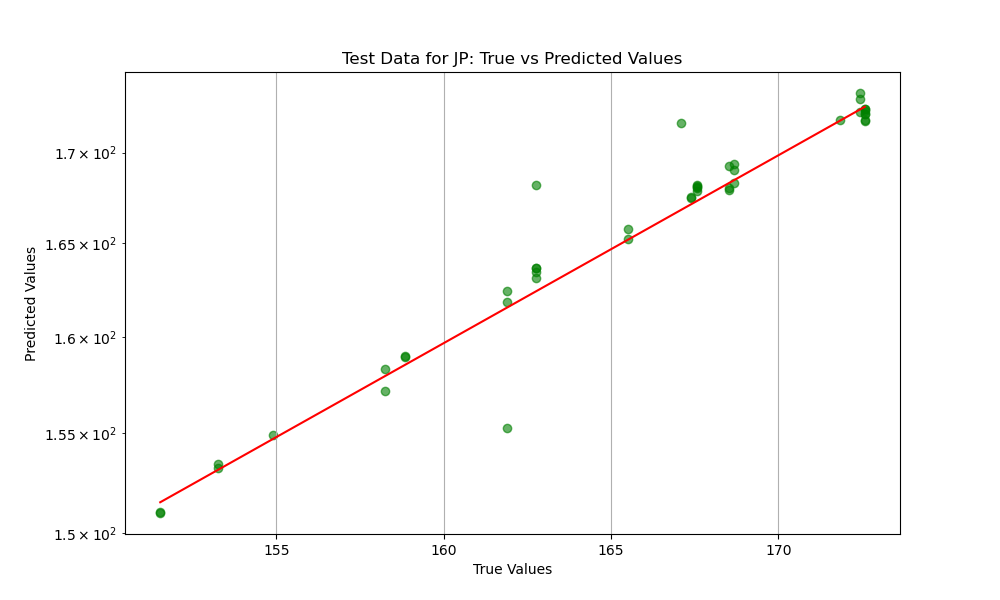 Test Data for JP: True vs Predicted Values
1.7 × 10²
1.65 × 10²
1.6 × 10²
1.55 × 10²
1.5 × 10²
Predicted Values
155 160 165 170
True Values